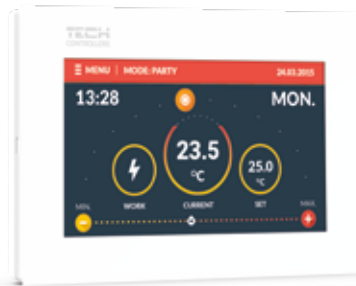 TECH
CONTROLLERS
MENU | MODE: PARTY 24.03.2015
13:28 MON.
23.5
°C
25.0
°C
MIN. WORK CURRENT SET MAX.